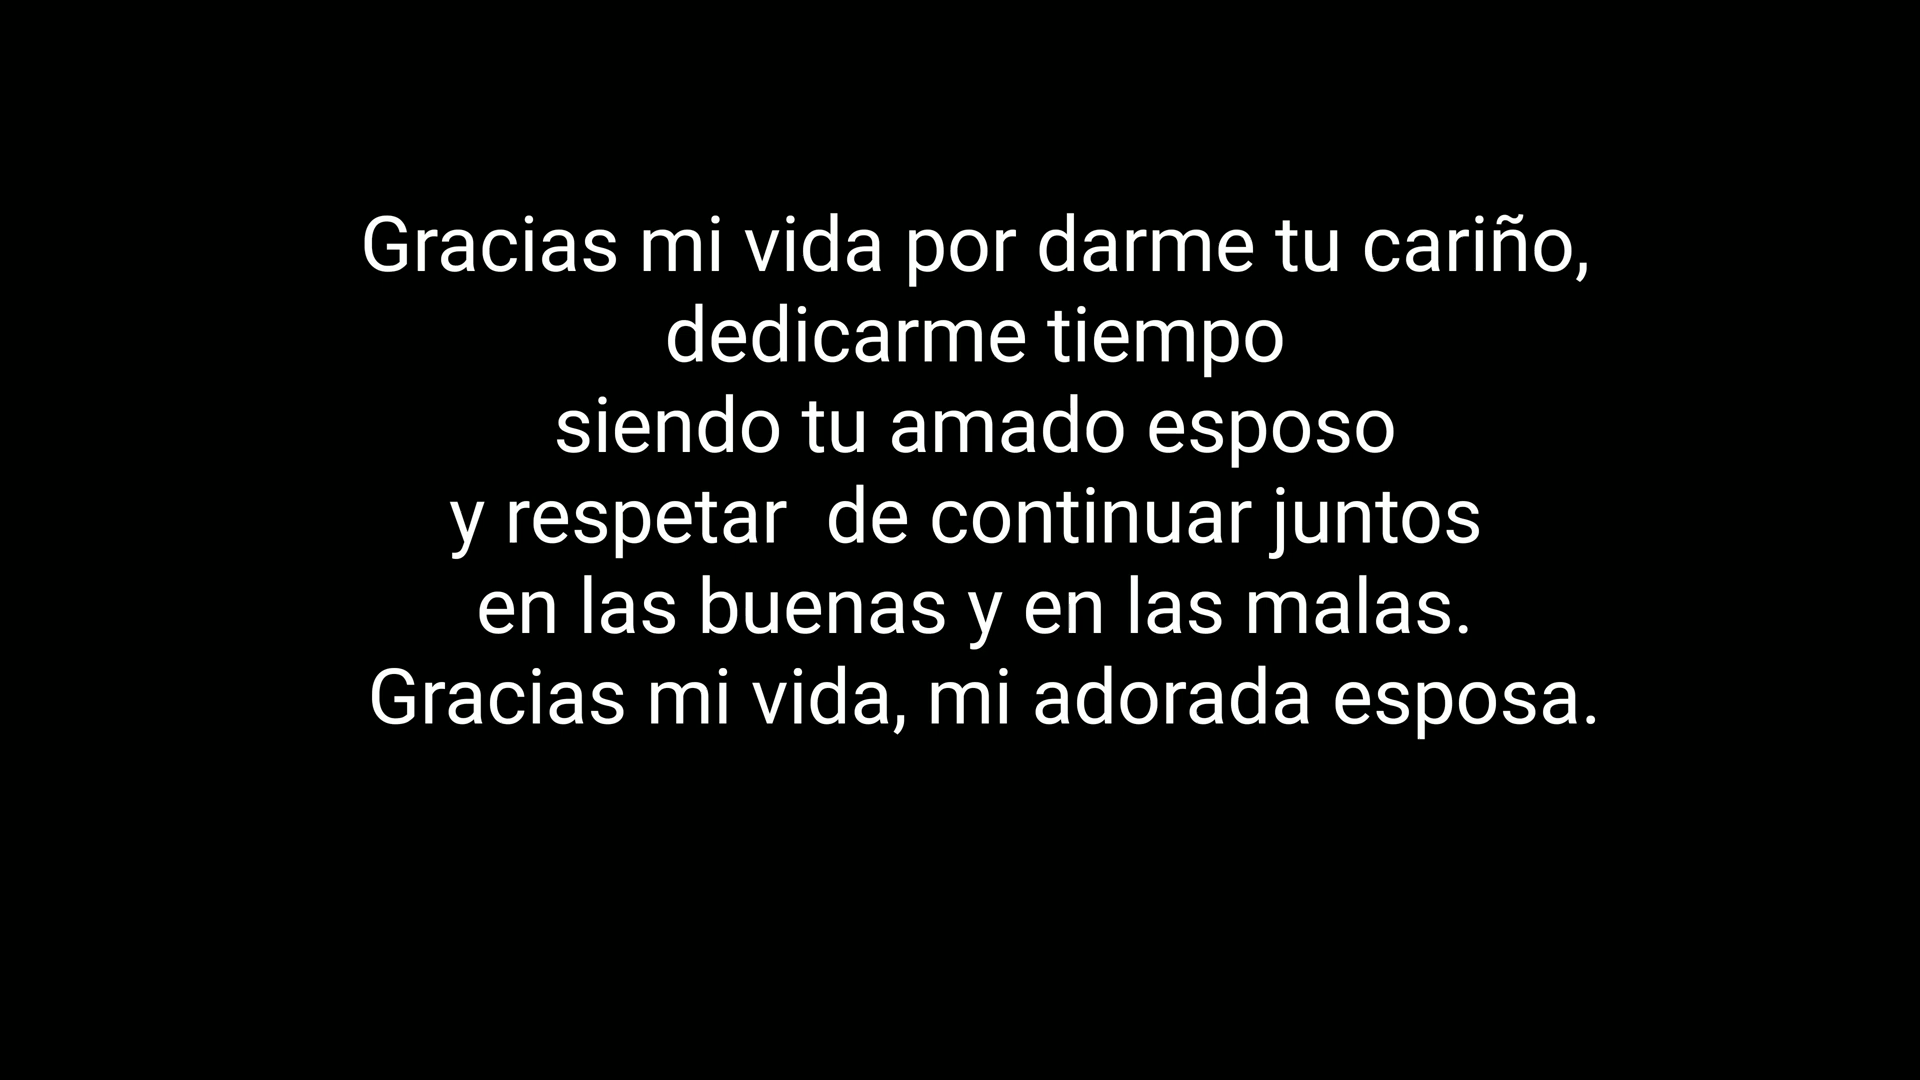 Gracias mi vida por darme tu cariño,
dedicarme tiempo
siendo tu amado esposo
y respetar  de continuar juntos
en las buenas y en las malas.
Gracias mi vida, mi adorada esposa.